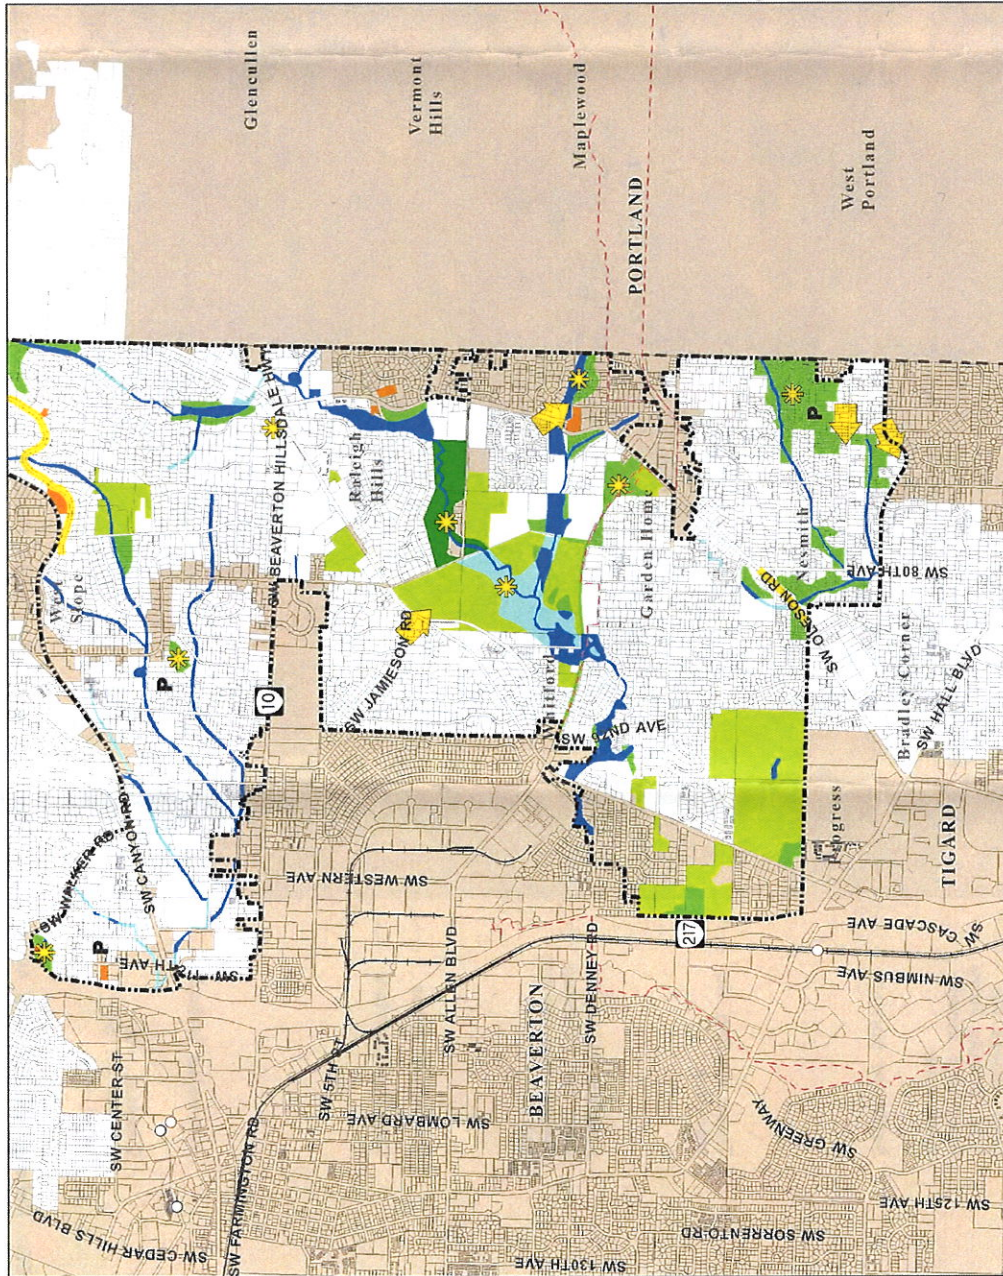 Glencullen
Vermont
Hills
Maplewood
PORTLAND
West
Portland
SW BEAVERTON HILLSDALE HWY
Raleigh
Hills
West
Slope
P
10
SW JAMIESON RD
Whitford
SW 92ND AVE
Garden Home
Nesmith
P
SW OLESON RD
SW 80TH AVE
Bradley Corner
SW HALL BLVD
SW WALKER RD
SW CANYON RD
P
SW WESTERN AVE
217
Progress
TIGARD
SW CASCADE AVE
SW NIMBUS AVE
SW CENTER ST
SW 5TH ST
SW ALLEN BLVD
SW DENNEY RD
BEAVERTON
SW LOMBARD AVE
SW FARMINGTON RD
SW CEDAR HILLS BLVD
SW 130TH AVE
SW SORRENTO RD
SW GREENWAY
SW 125TH AVE